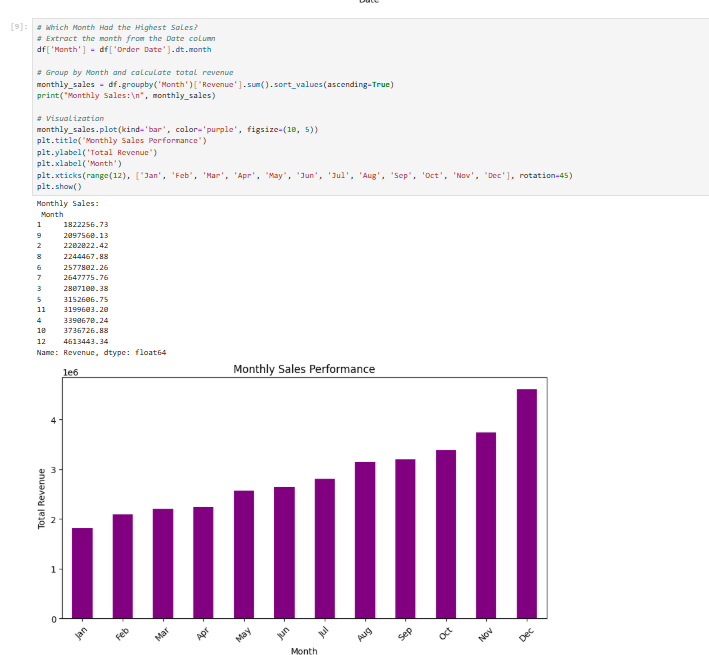 Date
[9]: # Which Month Had the Highest Sales?
# Extract the month from the Date column
df['Month'] = df['Order Date'].dt.month
# Group by Month and calculate total revenue
monthly_sales = df.groupby('Month')['Revenue'].sum().sort_values(ascending=True)
print("Monthly Sales:\n", monthly_sales)
# Visualization
monthly_sales.plot(kind='bar', color='purple', figsize=(10, 5))
plt.title('Monthly Sales Performance')
plt.ylabel('Total Revenue')
plt.xlabel('Month')
plt.xticks(range(12), ['Jan', 'Feb', 'Mar', 'Apr', 'May', 'Jun', 'Jul', 'Aug', 'Sep', 'Oct', 'Nov', 'Dec'], rotation=45)
plt.show()
Monthly Sales:
Month
1 1822256.73
9 2097560.13
2 2202022.42
8 2244467.88
6 2577802.26
7 2647775.76
3 2807100.38
5 3152606.75
11 3199603.20
4 3390670.24
10 3736726.88
12 4613443.34
Name: Revenue, dtype: float64
Monthly Sales Performance
1e6
4
3
2
1
0
Total Revenue
Jan Feb Mar Apr May Jun Jul Aug Sep Oct Nov Dec
Month